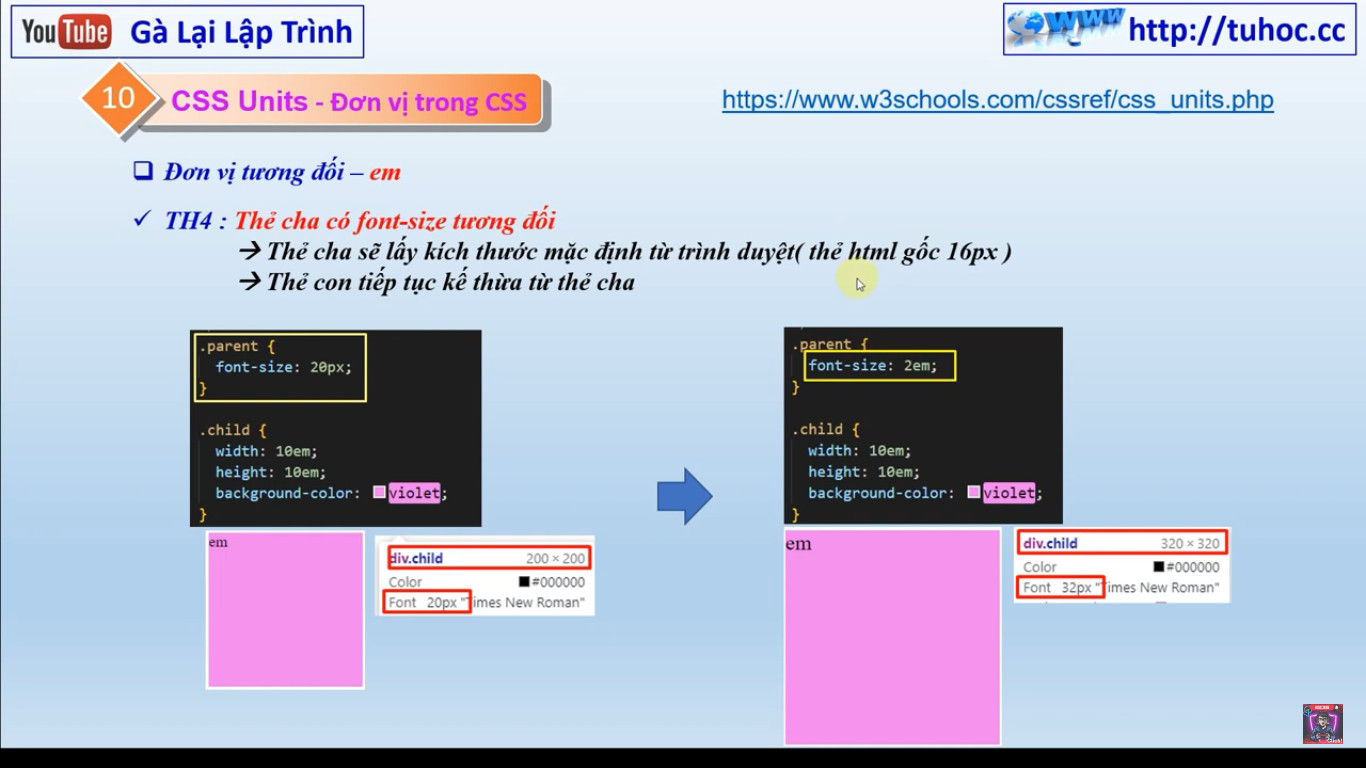 YouTube Gà Lại Lập Trình
www http://tuhoc.cc
10 CSS Units - Đơn vị trong CSS
https://www.w3schools.com/cssref/css_units.php
Đơn vị tương đối – em
TH4 : Thẻ cha có font-size tương đối
→ Thẻ cha sẽ lấy kích thước mặc định từ trình duyệt( thẻ html gốc 16px )
→ Thẻ con tiếp tục kế thừa từ thẻ cha
.parent {
font-size: 20px;
}
.child {
width: 10em;
height: 10em;
background-color: violet;
}
em
div.child 200 × 200
Color #000000
Font 20px "Times New Roman"
.parent {
font-size: 2em;
}
.child {
width: 10em;
height: 10em;
background-color: violet;
}
em
div.child 320 × 320
Color #000000
Font 32px "Times New Roman"